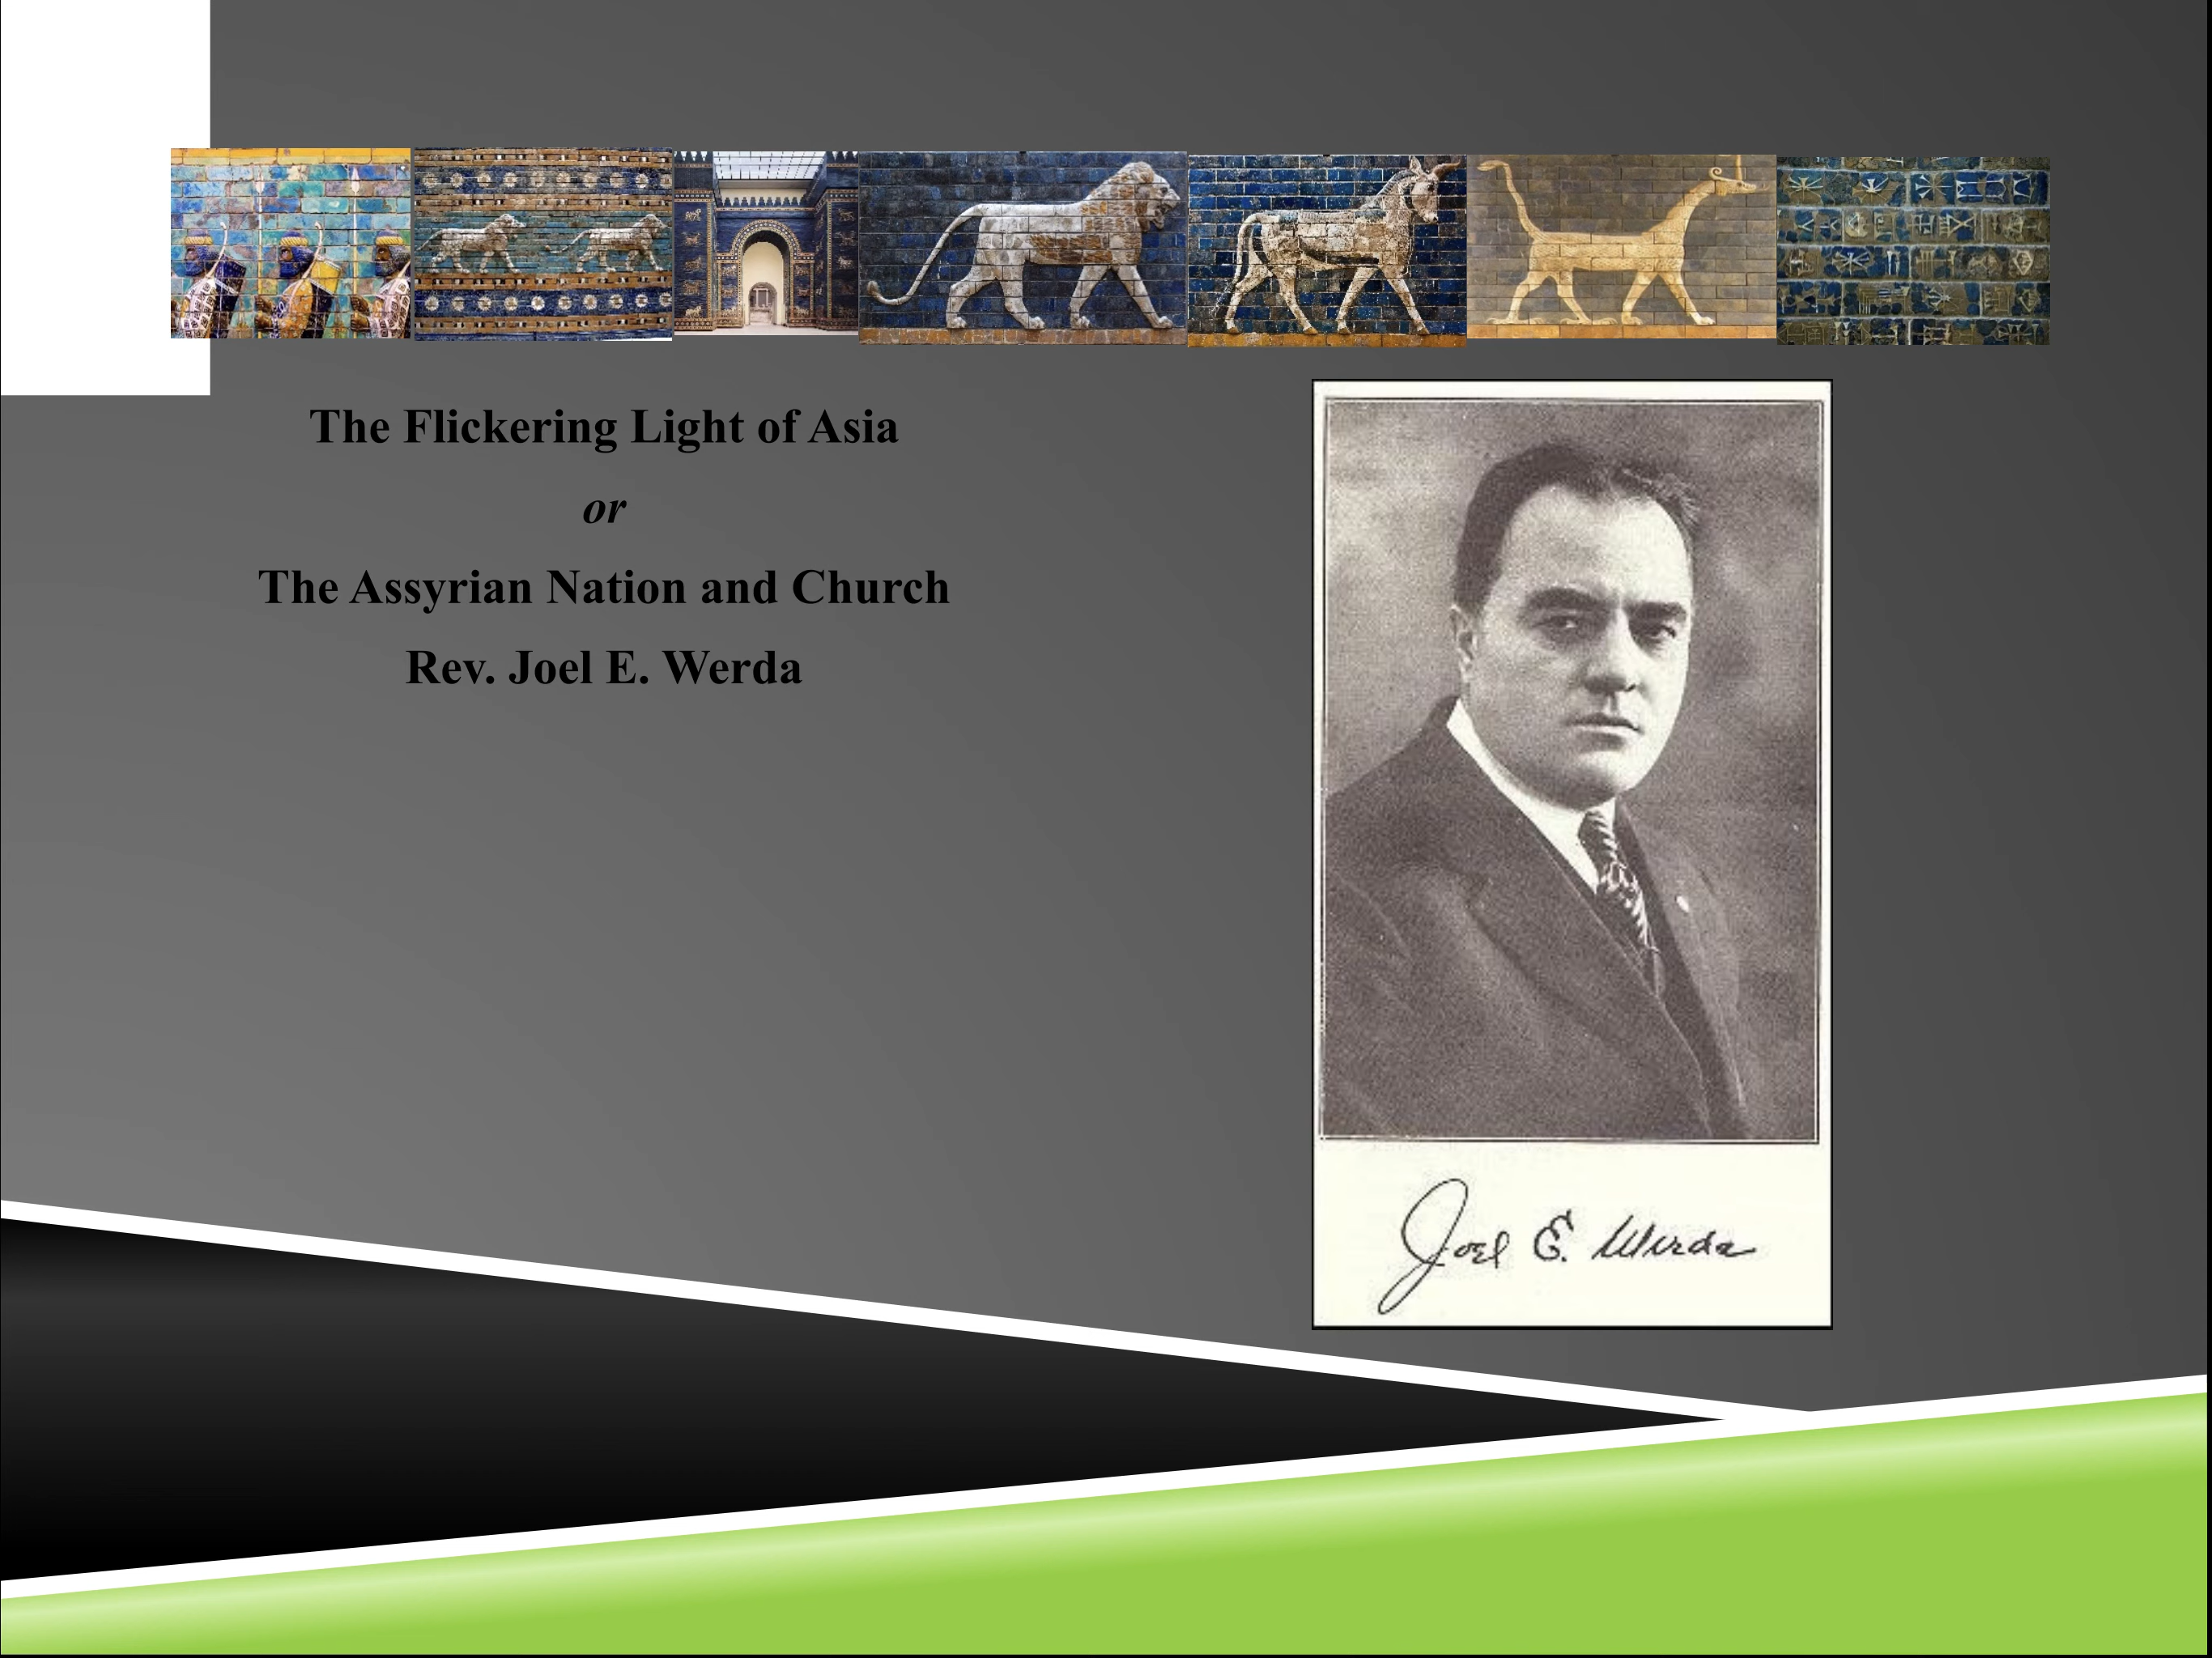 The Flickering Light of Asia
or
The Assyrian Nation and Church
Rev. Joel E. Werda
Joel E. Werda